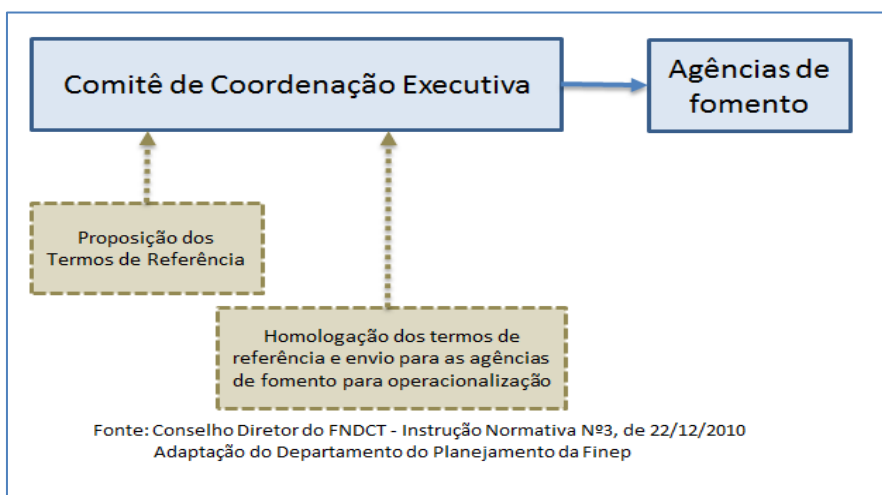 Comitê de Coordenação Executiva
Agências de
fomento
Proposição dos
Termos de Referência
Homologação dos termos de
referência e envio para as agências
de fomento para operacionalização
Fonte: Conselho Diretor do FNDCT - Instrução Normativa Nº3, de 22/12/2010
Adaptação do Departamento do Planejamento da Finep